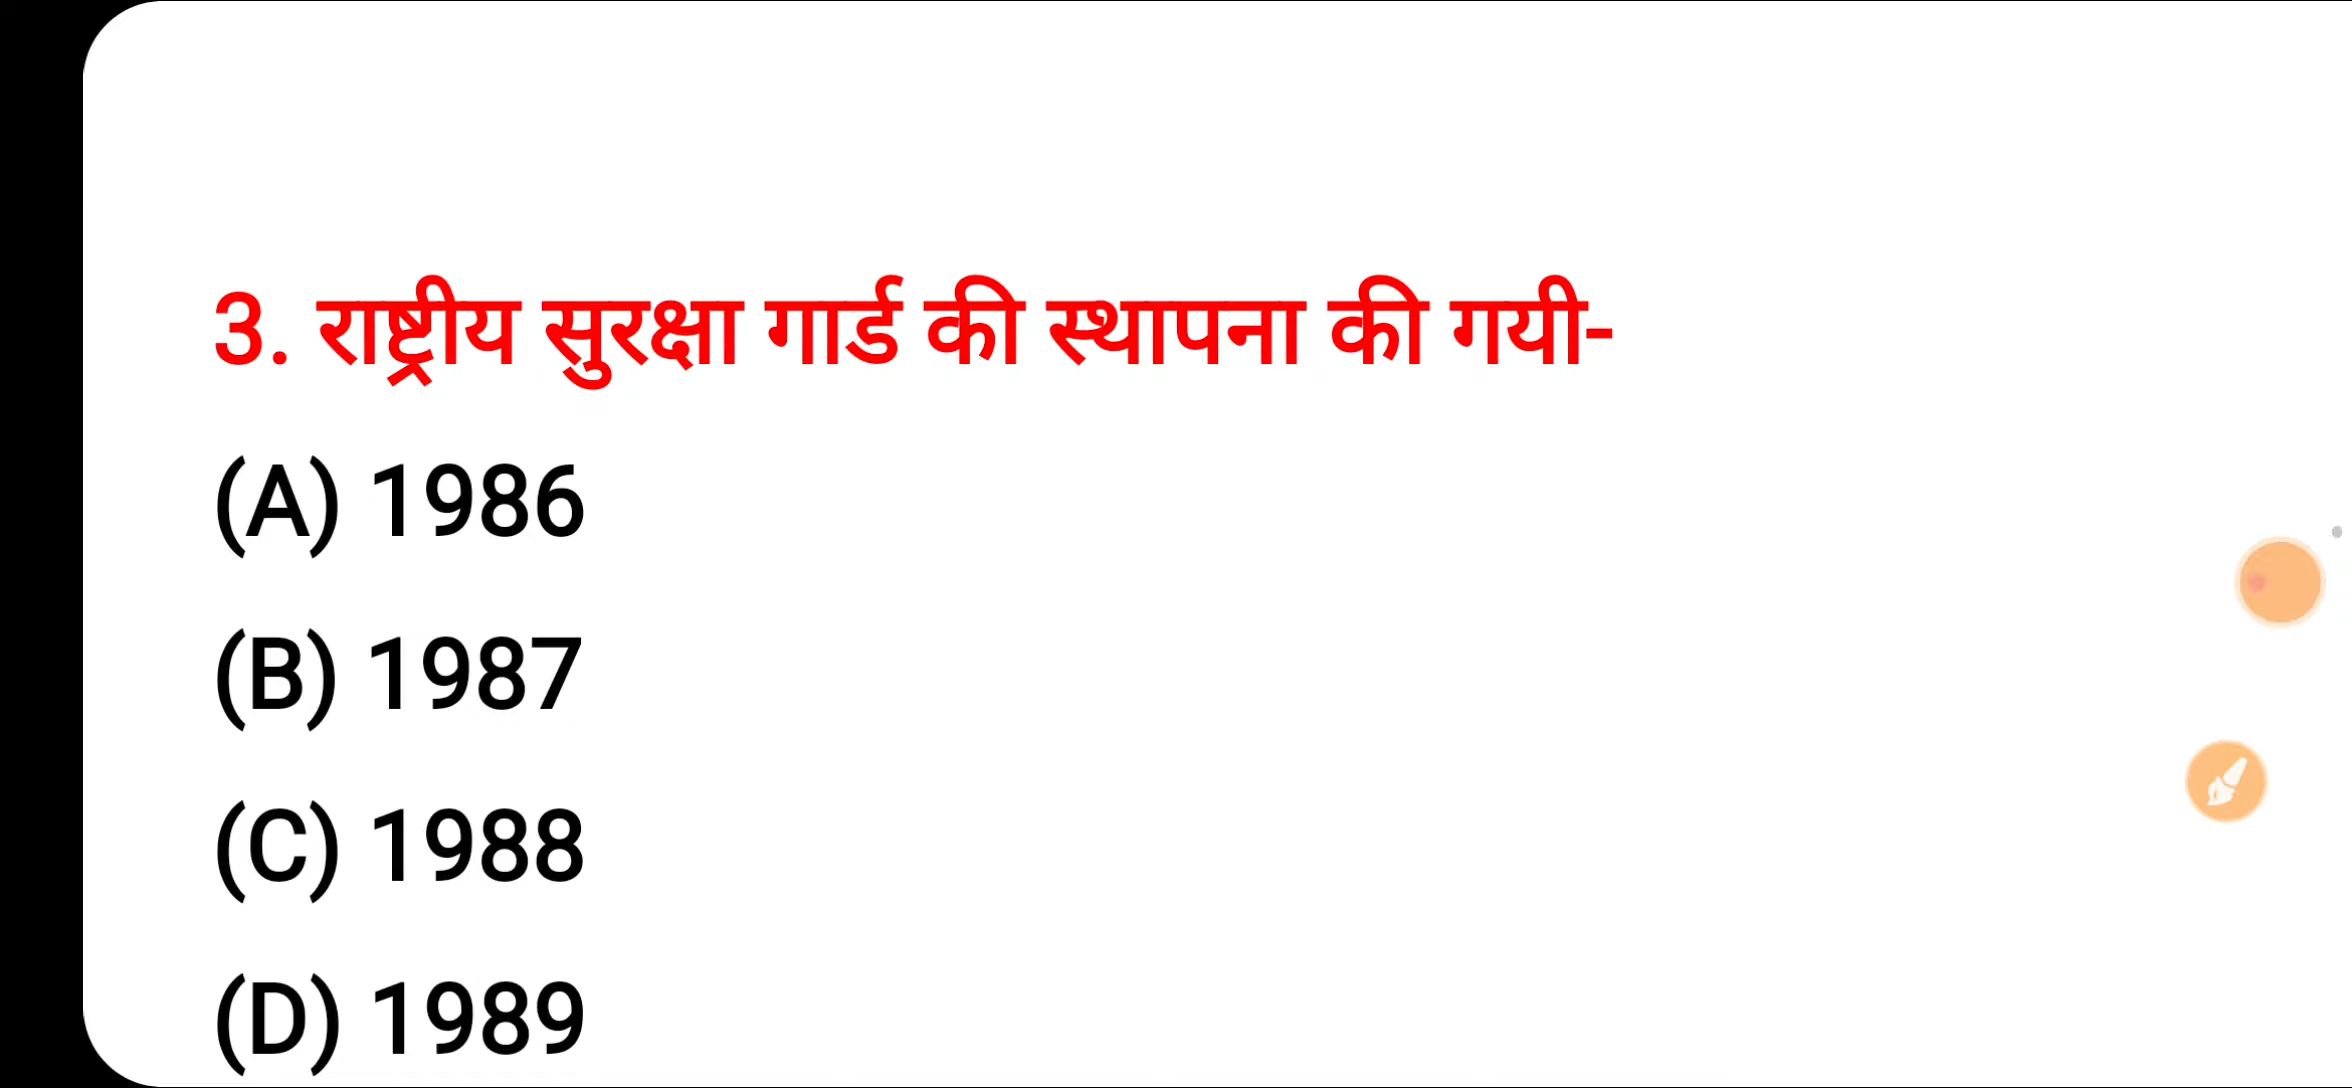 3. राष्ट्रीय सुरक्षा गार्ड की स्थापना की गयी-
(A) 1986
(B) 1987
(C) 1988
(D) 1989